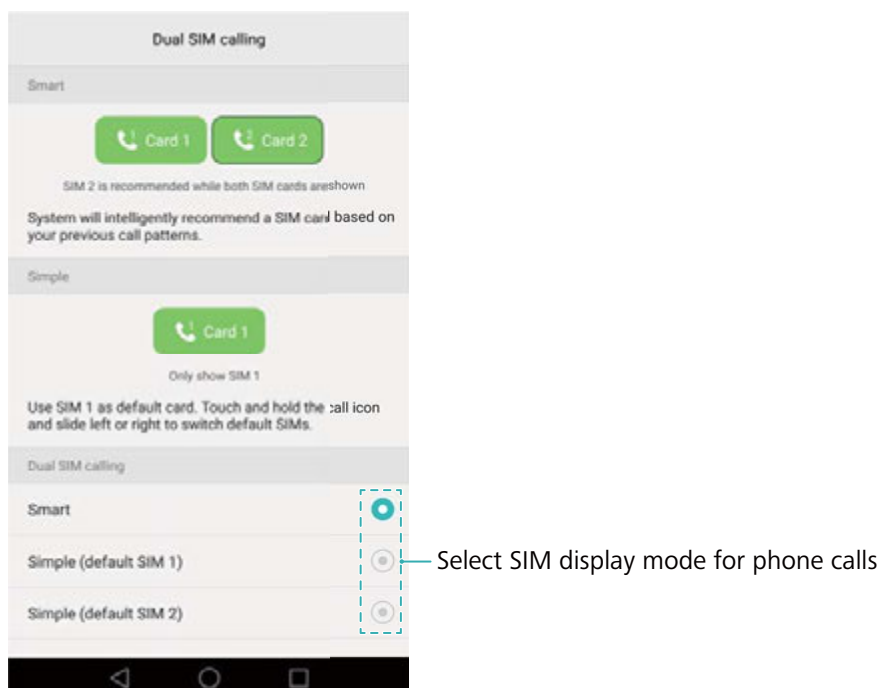 Dual SIM calling
Smart
1 Card 1 2 Card 2
SIM 2 is recommended while both SIM cards areshown
System will intelligently recommend a SIM card based on
your previous call patterns.
Simple
1 Card 1
Only show SIM 1
Use SIM 1 as default card. Touch and hold the call icon
and slide left or right to switch default SIMs.
Dual SIM calling
Smart
Simple (default SIM 1)
Select SIM display mode for phone calls
Simple (default SIM 2)